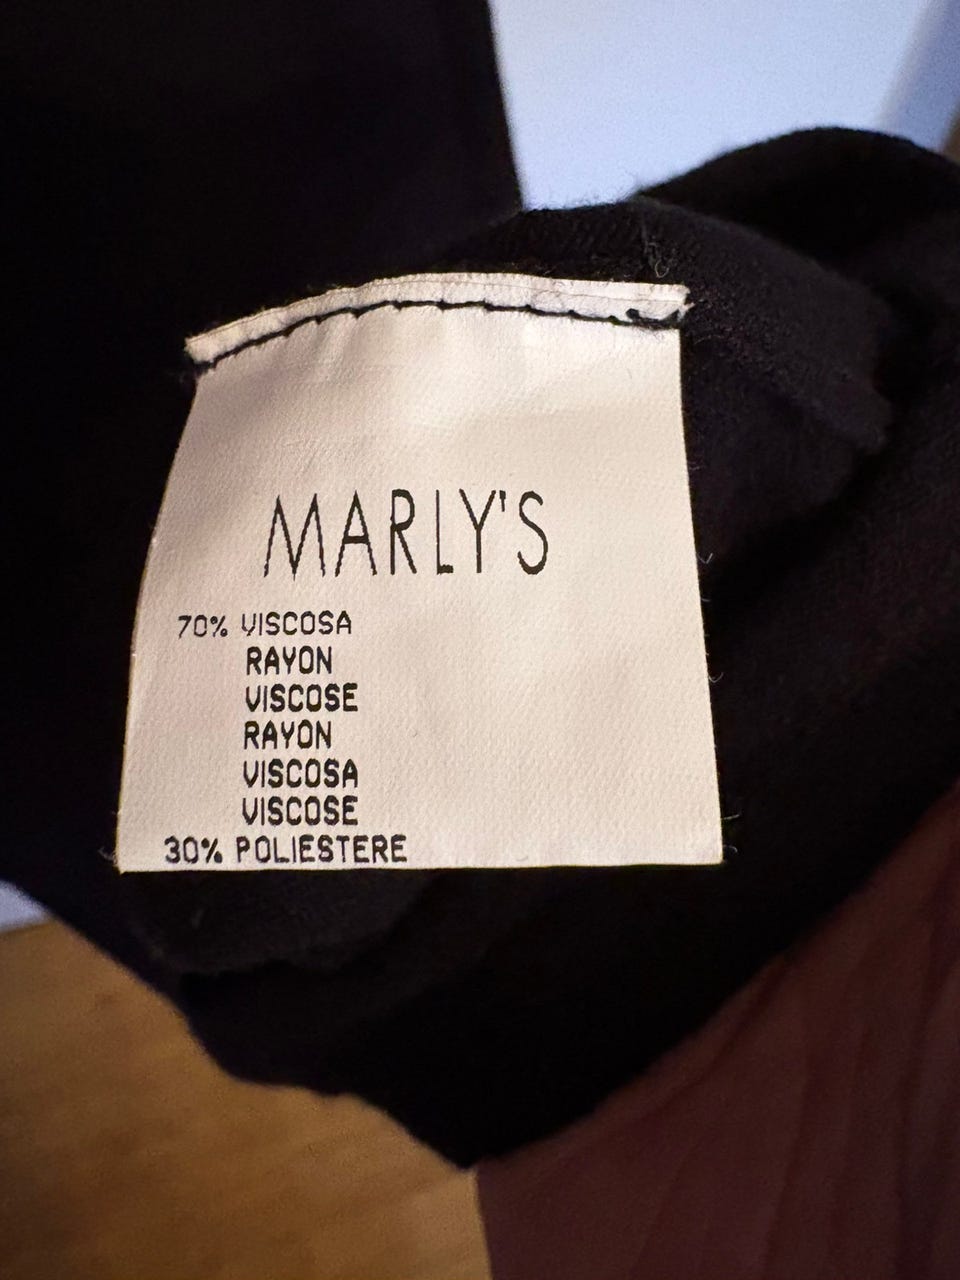 MARLY'S
70% VISCOSA
RAYON
VISCOSE
RAYON
VISCOSA
VISCOSE
30% POLIESTERE